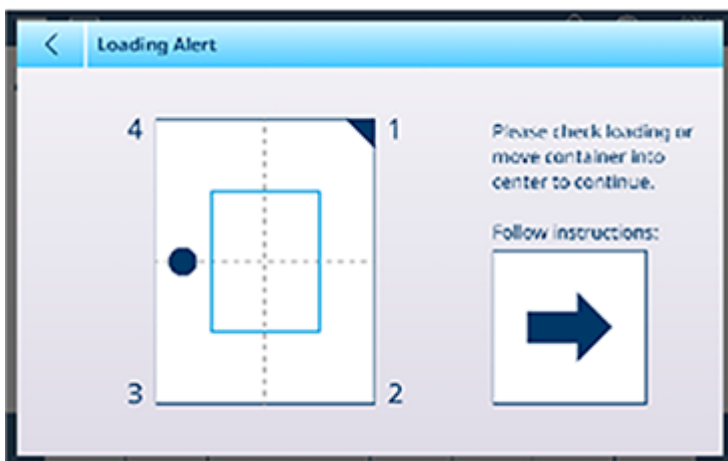 Loading Alert
4
1
Please check loading or
move container into
center to continue.
Follow instructions:
3
2